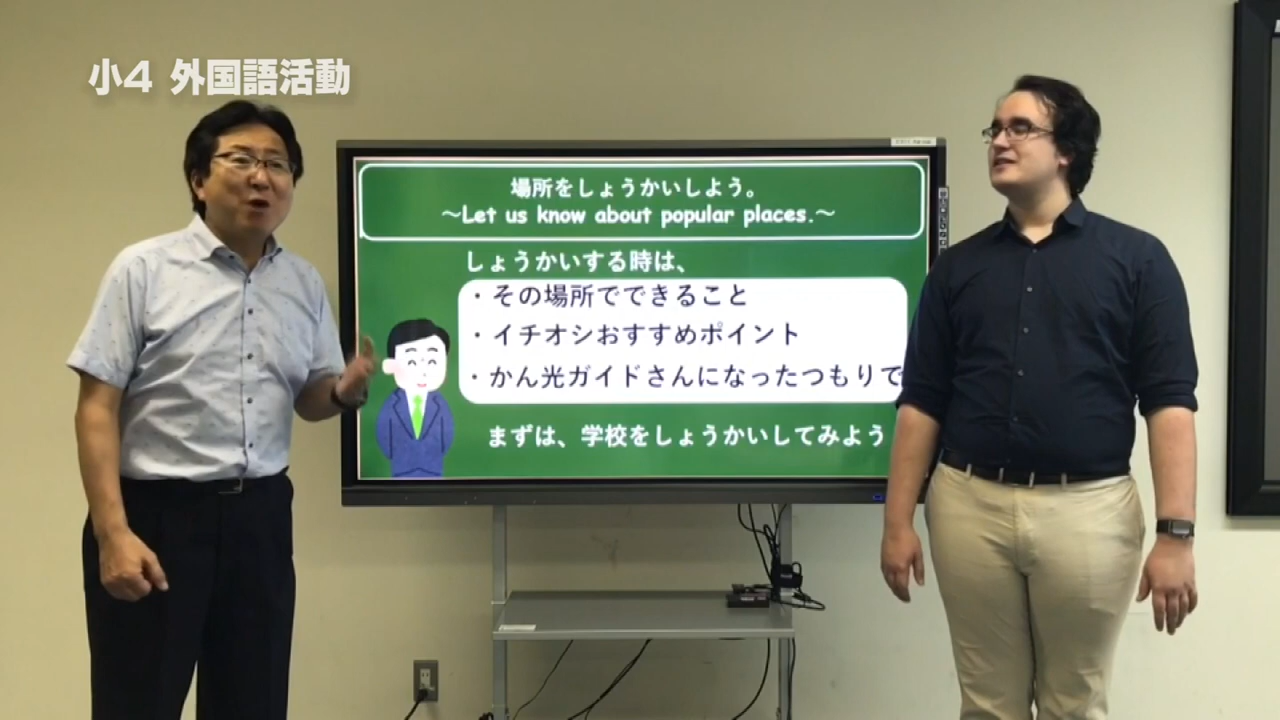 小4 外国語活動
場所をしょうかいしよう。
～Let us know about popular places.～
しょうかいする時は、
・その場所でできること
・イチオシおすすめポイント
・かん光ガイドさんになったつもりで
まずは、学校をしょうかいしてみよう